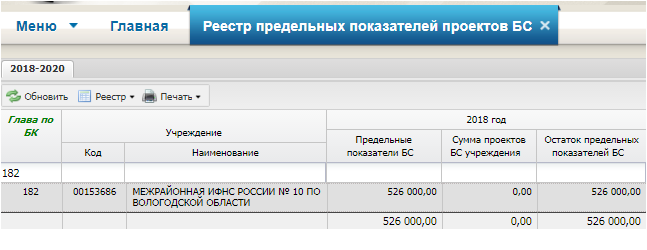 Меню Главная Реестр предельных показателей проектов БС ×
2018-2020
Обновить Реестр Печать
Глава по
БК
Учреждение
2018 год
Код Наименование
Предельные
показатели БС
Сумма проектов
БС учреждения
Остаток предельных
показателей БС
182
182 00153686 МЕЖРАЙОННАЯ ИФНС РОССИИ № 10 ПО
ВОЛОГОДСКОЙ ОБЛАСТИ
526 000,00 0,00 526 000,00
526 000,00 0,00 526 000,00